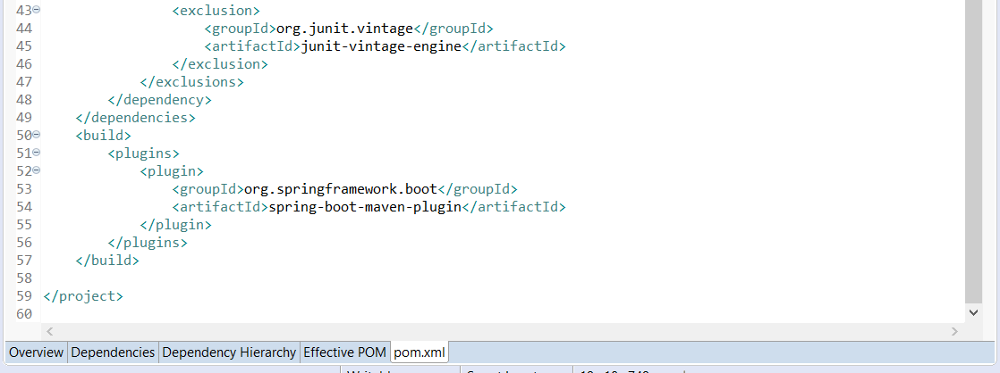 43 <exclusion>
44 <groupId>org.junit.vintage</groupId>
45 <artifactId>junit-vintage-engine</artifactId>
46 </exclusion>
47 </exclusions>
48 </dependency>
49 </dependencies>
50 <build>
51 <plugins>
52 <plugin>
53 <groupId>org.springframework.boot</groupId>
54 <artifactId>spring-boot-maven-plugin</artifactId>
55 </plugin>
56 </plugins>
57 </build>
58
59 </project>
60
Overview Dependencies Dependency Hierarchy Effective POM pom.xml